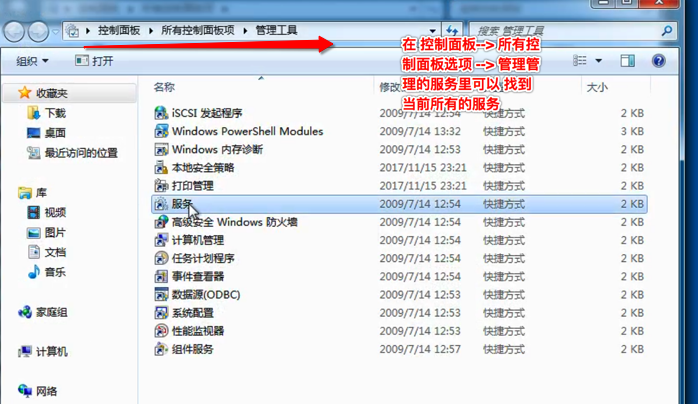 控制面板 ▸ 所有控制面板项 ▸ 管理工具
搜索 管理工具
在 控制面板--> 所有控
制面板选项 --> 管理管
理的服务里可以 找到
当前所有的服务
组织 打开
名称 修改 大小
收藏夹
下载
桌面
最近访问的位置
库
视频
图片
文档
音乐
家庭组
计算机
网络
iSCSI 发起程序 2009/7/14 12:54 快捷方式 2 KB
Windows PowerShell Modules 2009/7/14 13:32 快捷方式 3 KB
Windows 内存诊断 2009/7/14 12:53 快捷方式 2 KB
本地安全策略 2017/11/15 23:21 快捷方式 2 KB
打印管理 2017/11/15 23:21 快捷方式 2 KB
服务 2009/7/14 12:54 快捷方式 2 KB
高级安全 Windows 防火墙 2009/7/14 12:54 快捷方式 2 KB
计算机管理 2009/7/14 12:54 快捷方式 2 KB
任务计划程序 2009/7/14 12:54 快捷方式 2 KB
事件查看器 2009/7/14 12:54 快捷方式 2 KB
数据源(ODBC) 2009/7/14 12:53 快捷方式 2 KB
系统配置 2009/7/14 12:53 快捷方式 2 KB
性能监视器 2009/7/14 12:53 快捷方式 2 KB
组件服务 2009/7/14 12:57 快捷方式 2 KB